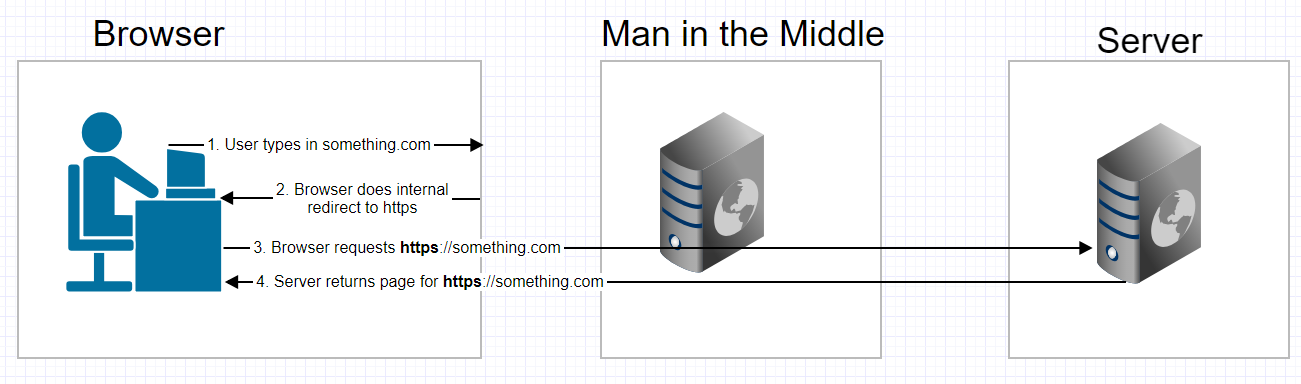 Browser
Man in the Middle
Server
1. User types in something.com
2. Browser does internal
redirect to https
3. Browser requests https://something.com
4. Server returns page for https://something.com